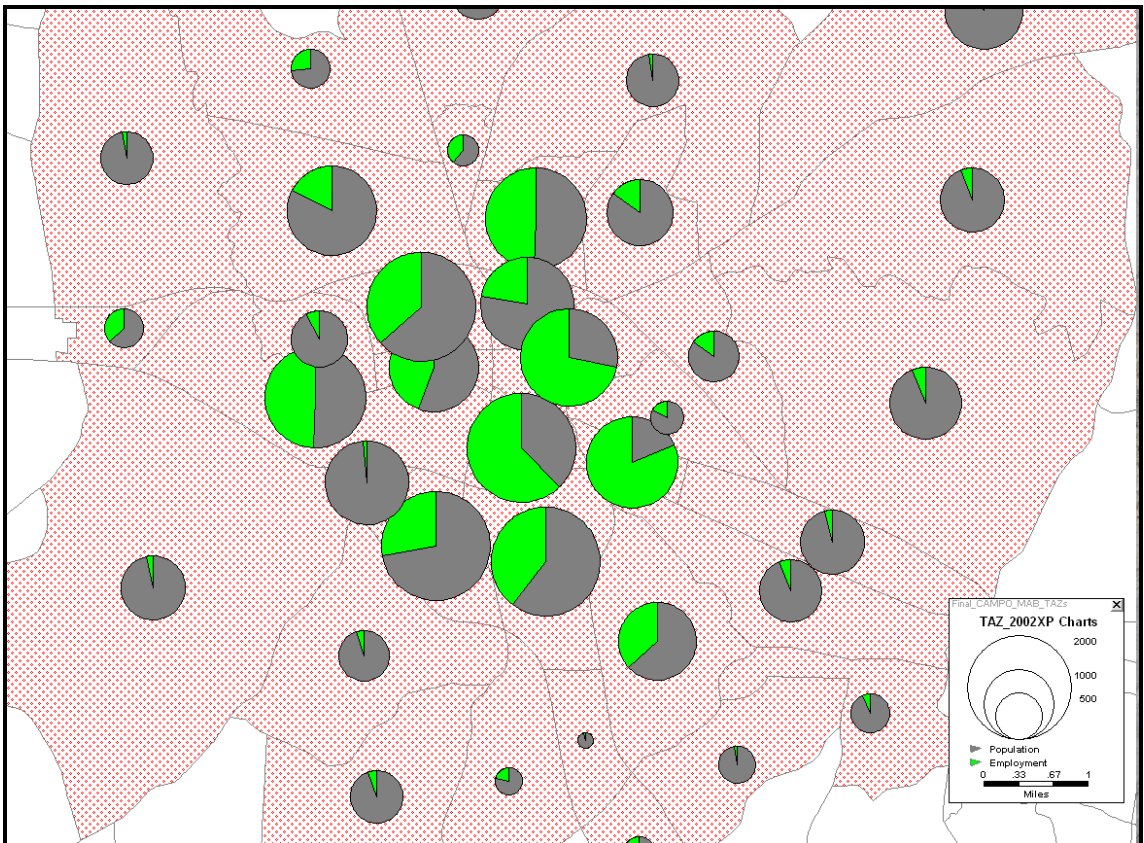 Final_CAMPO_MAB_TAZs
TAZ_2002XP Charts
2000
1000
500
Population
Employment
0 .33 .67 1
Miles